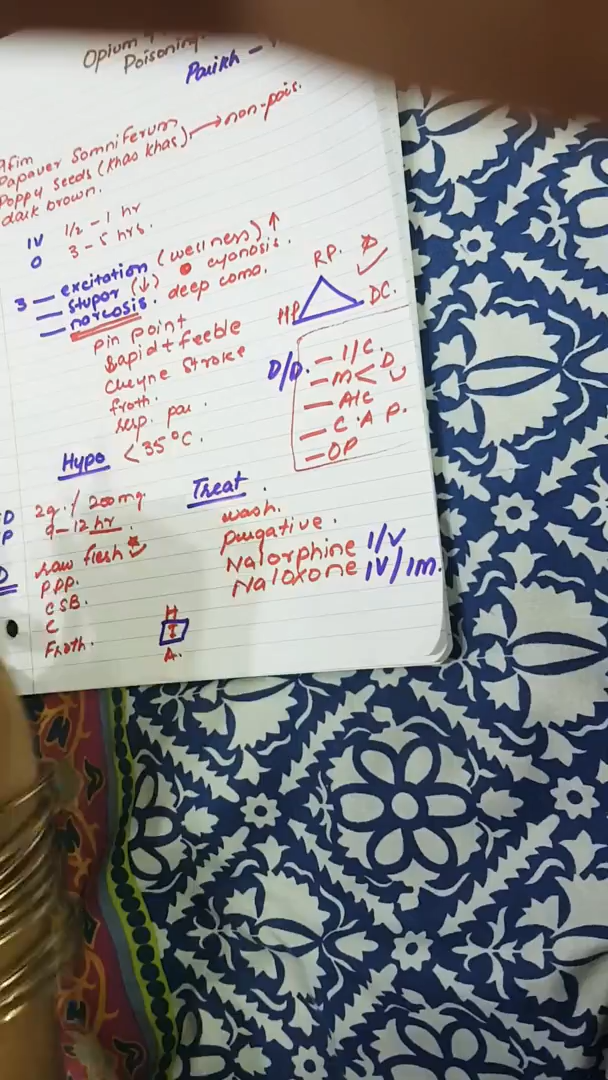 Opium
Poisoning.
Parikh -
Afim
Papaver Somniferum
Poppy seeds (khas khas) → non-pois.
dark brown.
IV 1/2 - 1 hr
O 3 - 5 hrs.
3 — excitation (wellness) ↑
— stupor (↓) cyanosis.
— narcosis. deep coma.
Pin point
Rapid + feeble
Cheyne Stroke
froth.
resp. par.
Hypo < 35°C.
RP.
HP DC.
D/D. — I/C.
— M < D U
— A/C
— C. A P.
— OP
D 2g. / 200mg.
P 9-12 hr.
D raw flesh
PPP.
CSB.
C
Froth.
H
I
A.
Treat.
wash.
purgative.
Nalorphine I/V
Naloxone IV/Im.